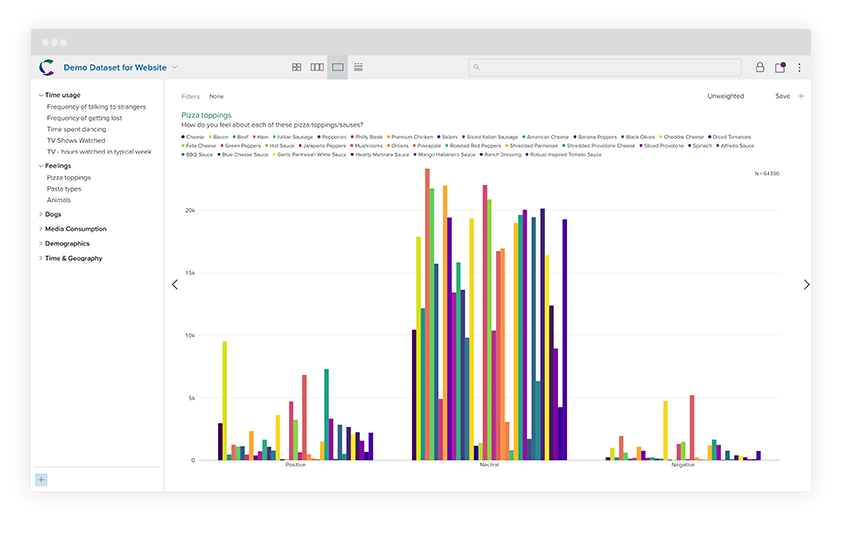 Demo Dataset for Website
Filters None
Unweighted
Save
Time usage
Frequency of talking to strangers
Frequency of getting lost
Time spent dancing
TV Shows Watched
TV - hours watched in typical week
Feelings
Pizza toppings
Pasta types
Animals
Dogs
Media Consumption
Demographics
Time & Geography
Pizza toppings
How do you feel about each of these pizza toppings/sauses?
Cheese Bacon Beef Ham Italian Sausage Pepperoni Philly Steak Premium Chicken Salami Sliced Italian Sausage American Cheese Banana Peppers Black Olives Cheddar Cheese Diced Tomatoes
Feta Cheese Green Peppers Hot Sauce Jalapeno Peppers Mushrooms Onions Pineapple Roasted Red Peppers Shredded Parmesan Shredded Provolone Cheese Sliced Provolone Spinach Alfredo Sauce
BBQ Sauce Blue Cheese Sauce Garlic Parmesan White Sauce Hearty Marinara Sauce Mango Habanero Sauce Ranch Dressing Robust Inspired Tomato Sauce
N = 64390
20k
15k
10k
5k
0
Positive Neutral Negative